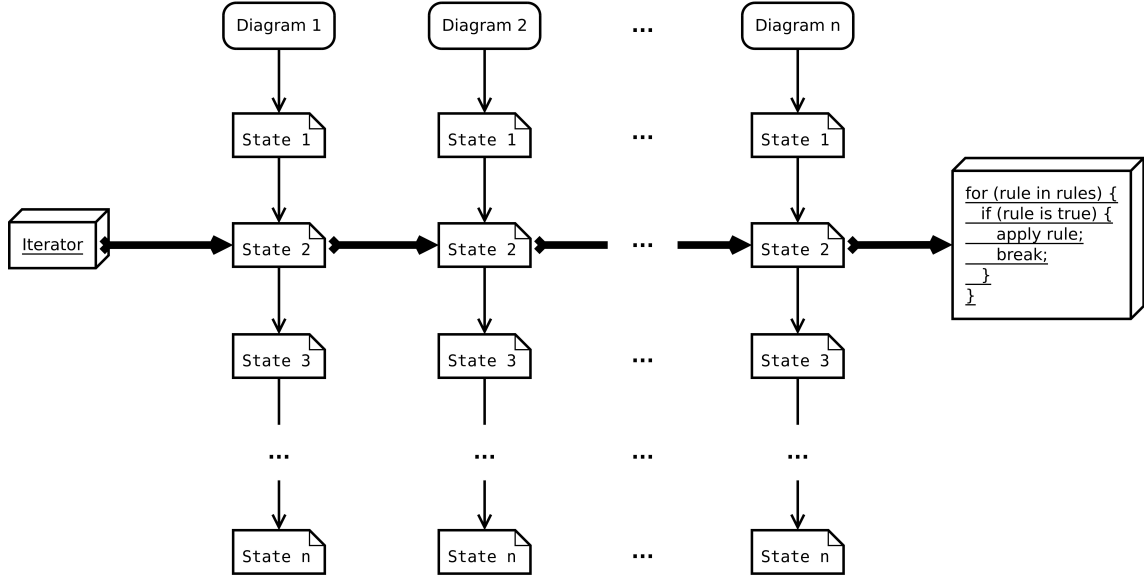 Diagram 1
Diagram 2
...
Diagram n
State 1
State 1
...
State 1
Iterator
State 2
State 2
...
State 2
for (rule in rules) {
if (rule is true) {
apply rule;
break;
}
}
State 3
State 3
...
State 3
...
...
...
...
State n
State n
...
State n